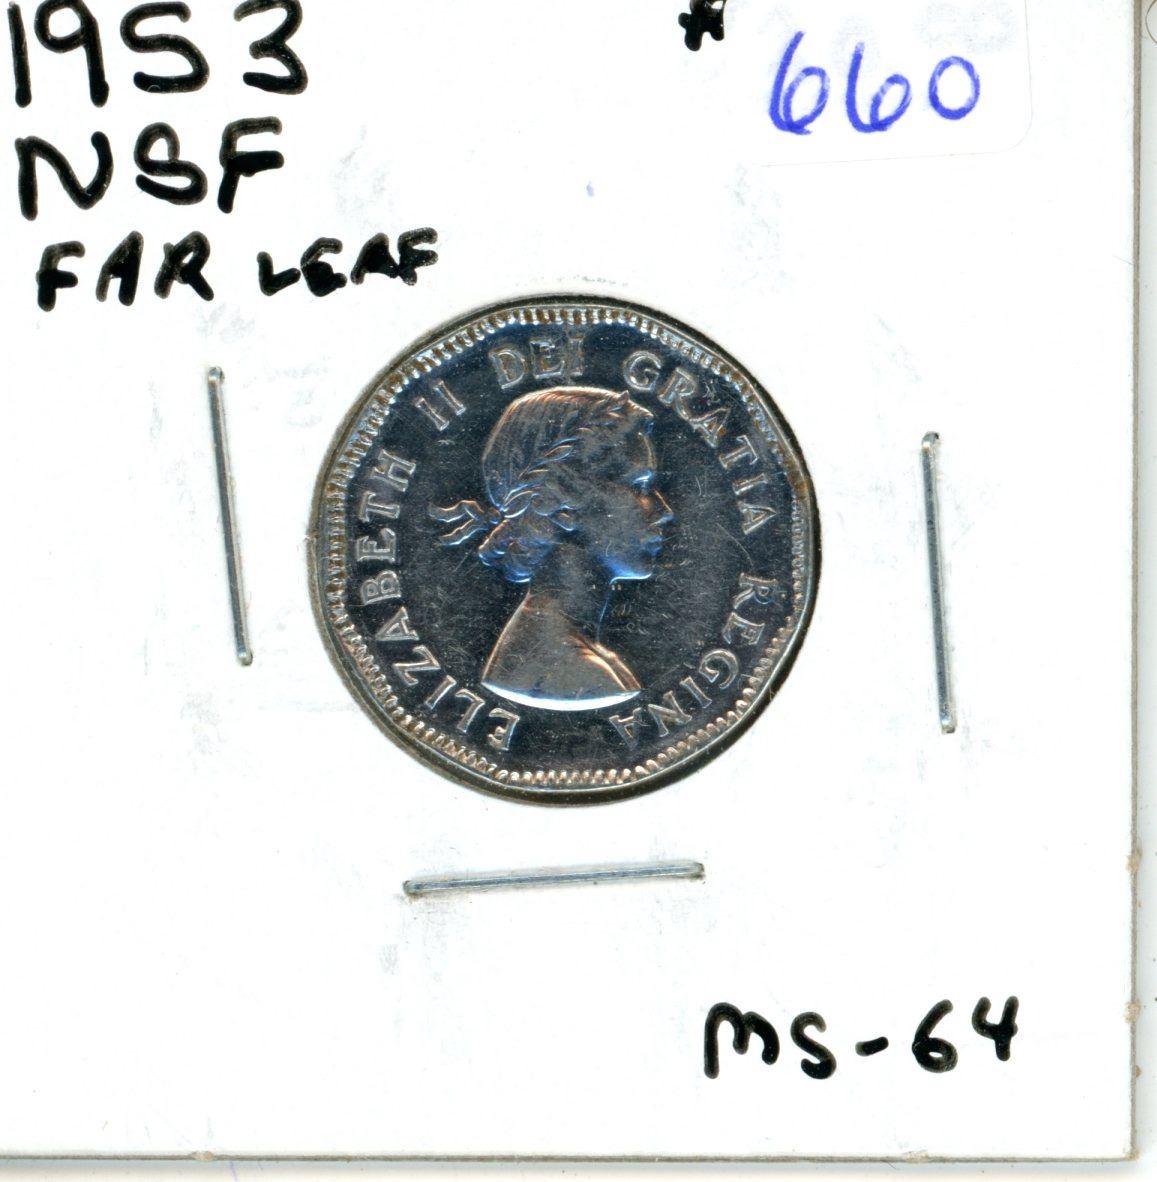 1953
# 660
NSF
FAR LEAF
ELIZABETH II DEI GRATIA REGINA
MS-64